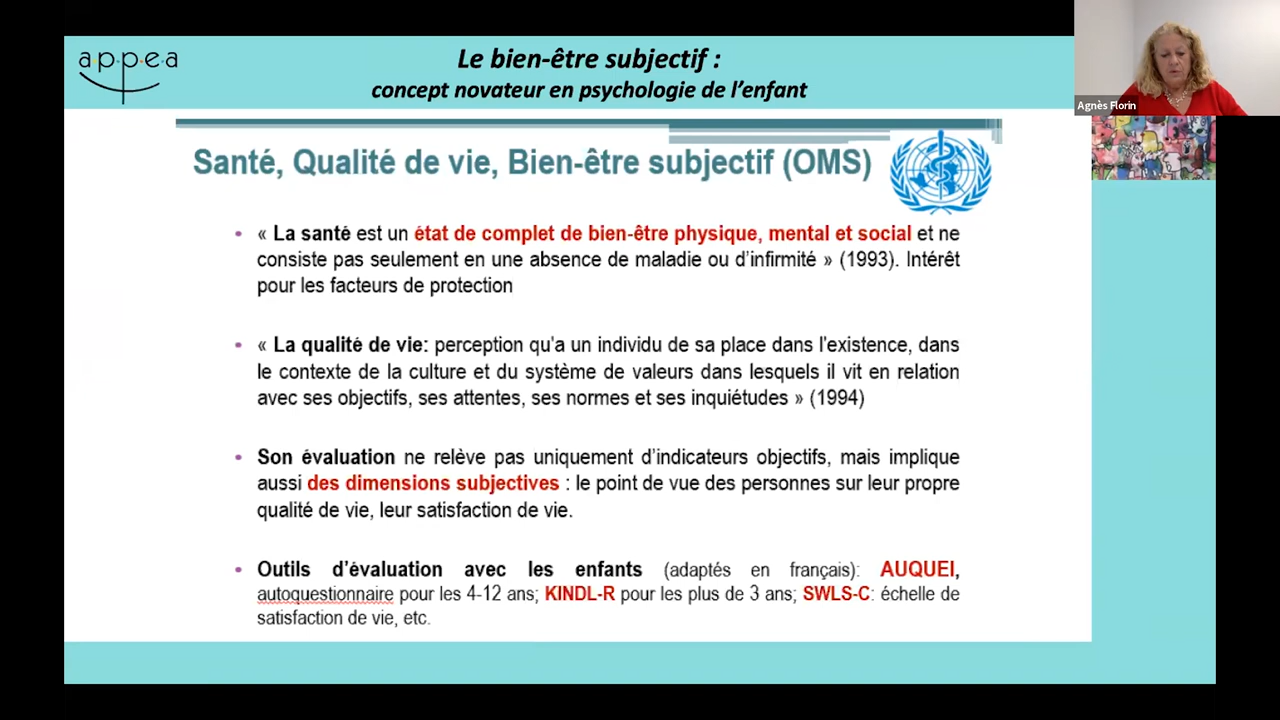 a·p·p·e·a
Le bien-être subjectif :
concept novateur en psychologie de l'enfant
Agnès Florin
Santé, Qualité de vie, Bien-être subjectif (OMS)
• « La santé est un état de complet de bien-être physique, mental et social et ne
consiste pas seulement en une absence de maladie ou d'infirmité » (1993). Intérêt
pour les facteurs de protection
• « La qualité de vie: perception qu'a un individu de sa place dans l'existence, dans
le contexte de la culture et du système de valeurs dans lesquels il vit en relation
avec ses objectifs, ses attentes, ses normes et ses inquiétudes » (1994)
• Son évaluation ne relève pas uniquement d'indicateurs objectifs, mais implique
aussi des dimensions subjectives : le point de vue des personnes sur leur propre
qualité de vie, leur satisfaction de vie.
• Outils d'évaluation avec les enfants (adaptés en français): AUQUEI,
autoquestionnaire pour les 4-12 ans; KINDL-R pour les plus de 3 ans; SWLS-C: échelle de
satisfaction de vie, etc.